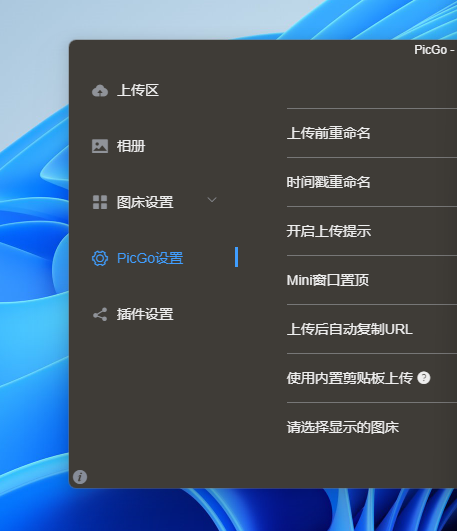 PicGo -
上传区
相册
图床设置
PicGo设置
插件设置
上传前重命名
时间戳重命名
开启上传提示
Mini窗口置顶
上传后自动复制URL
使用内置剪贴板上传
请选择显示的图床